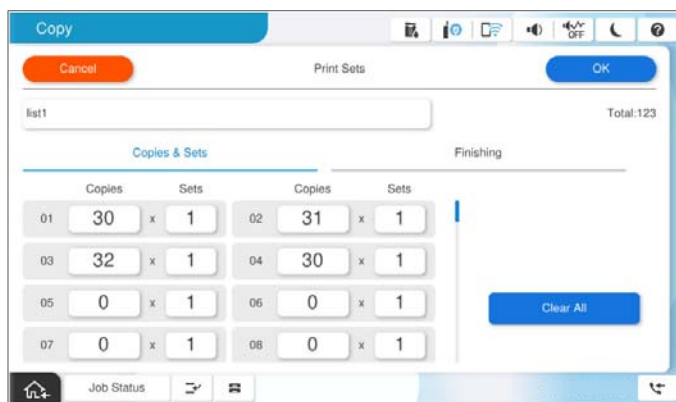 Copy
OFF
Cancel Print Sets OK
list1 Total:123
Copies & Sets Finishing
Copies Sets Copies Sets
01 30 x 1 02 31 x 1
03 32 x 1 04 30 x 1
05 0 x 1 06 0 x 1
Clear All
07 0 x 1 08 0 x 1
Job Status